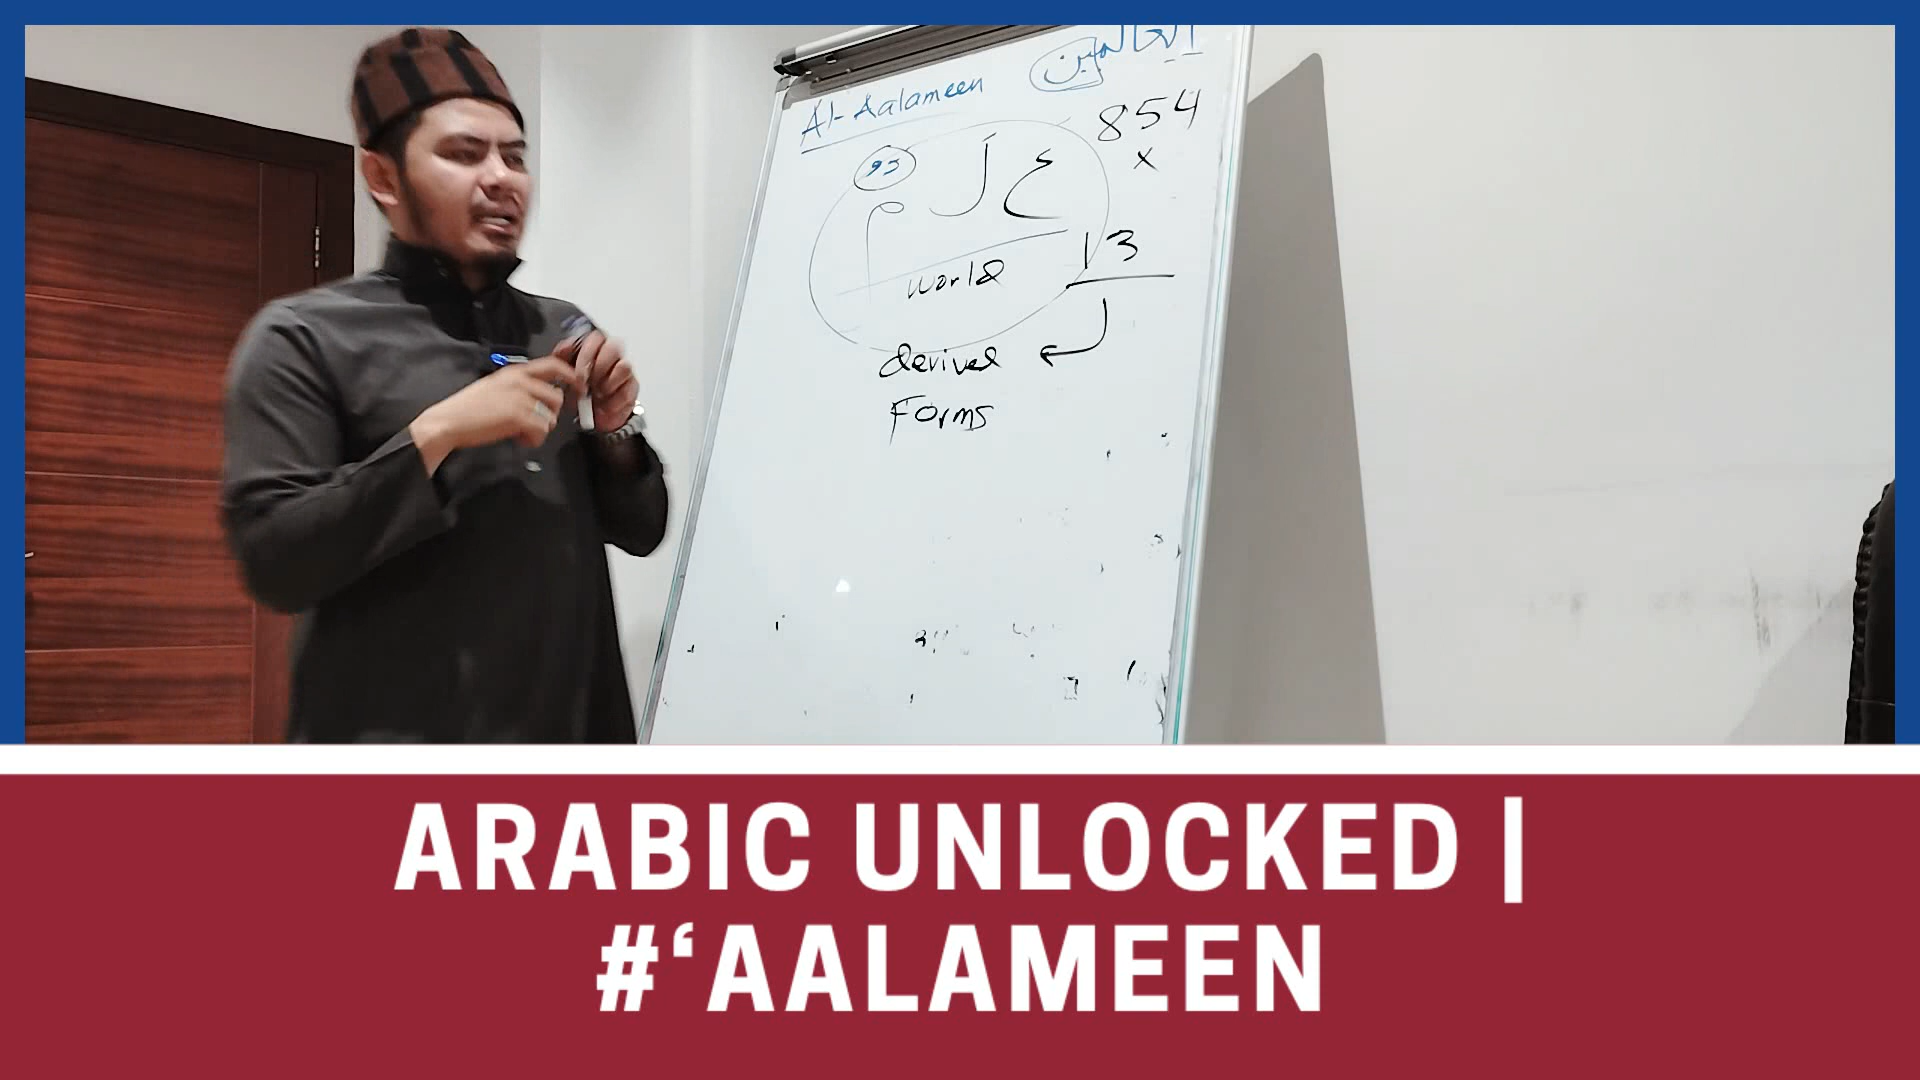 Al-Aalameen العالمين
854
×
ع ل م
13
world
derived
Forms
ARABIC UNLOCKED |
#‘AALAMEEN